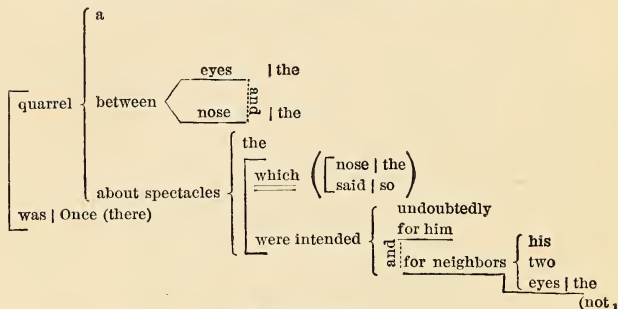 a
eyes | the
quarrel
between
and
nose | the
the
which
nose | the
said | so
about spectacles
was | Once (there)
undoubtedly
for him
were intended
and
his
for neighbors
two
eyes | the
(not,